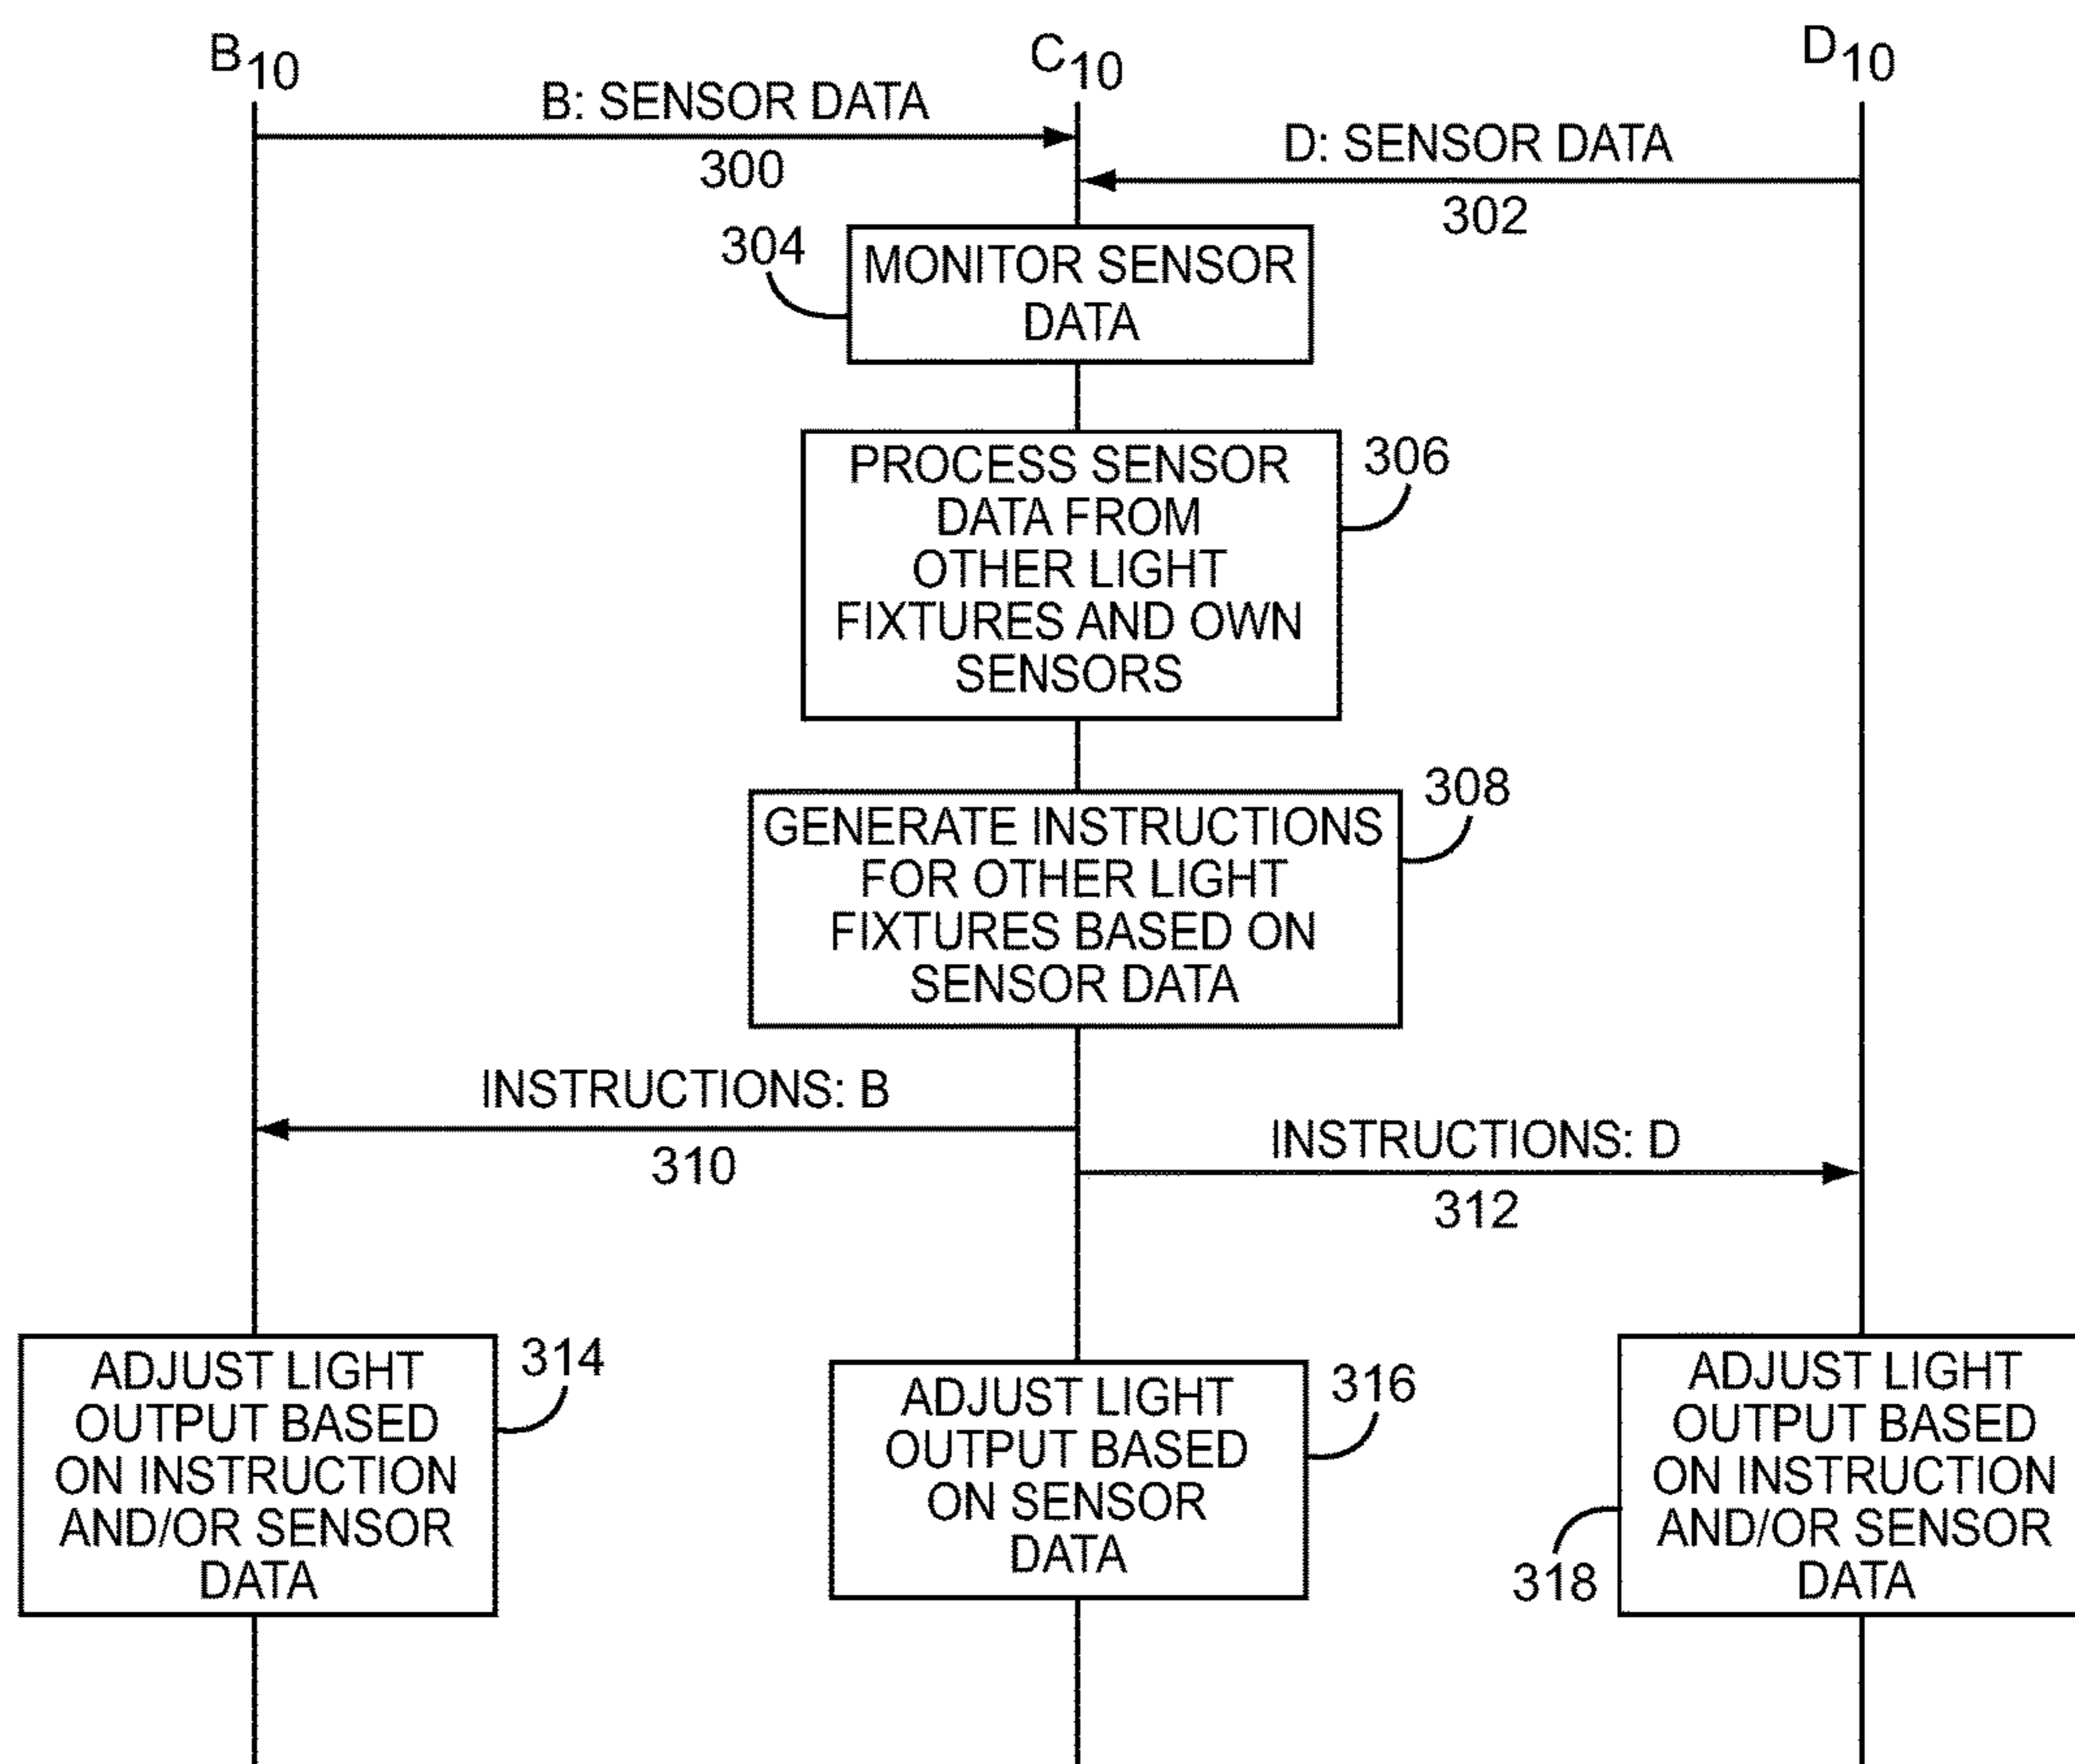 B10
C10
D10
B: SENSOR DATA
300
D: SENSOR DATA
302
304
MONITOR SENSOR
DATA
306
PROCESS SENSOR
DATA FROM
OTHER LIGHT
FIXTURES AND OWN
SENSORS
308
GENERATE INSTRUCTIONS
FOR OTHER LIGHT
FIXTURES BASED ON
SENSOR DATA
INSTRUCTIONS: B
310
INSTRUCTIONS: D
312
ADJUST LIGHT
OUTPUT BASED
ON INSTRUCTION
AND/OR SENSOR
DATA
314
ADJUST LIGHT
OUTPUT BASED
ON SENSOR
DATA
316
ADJUST LIGHT
OUTPUT BASED
ON INSTRUCTION
AND/OR SENSOR
DATA
318